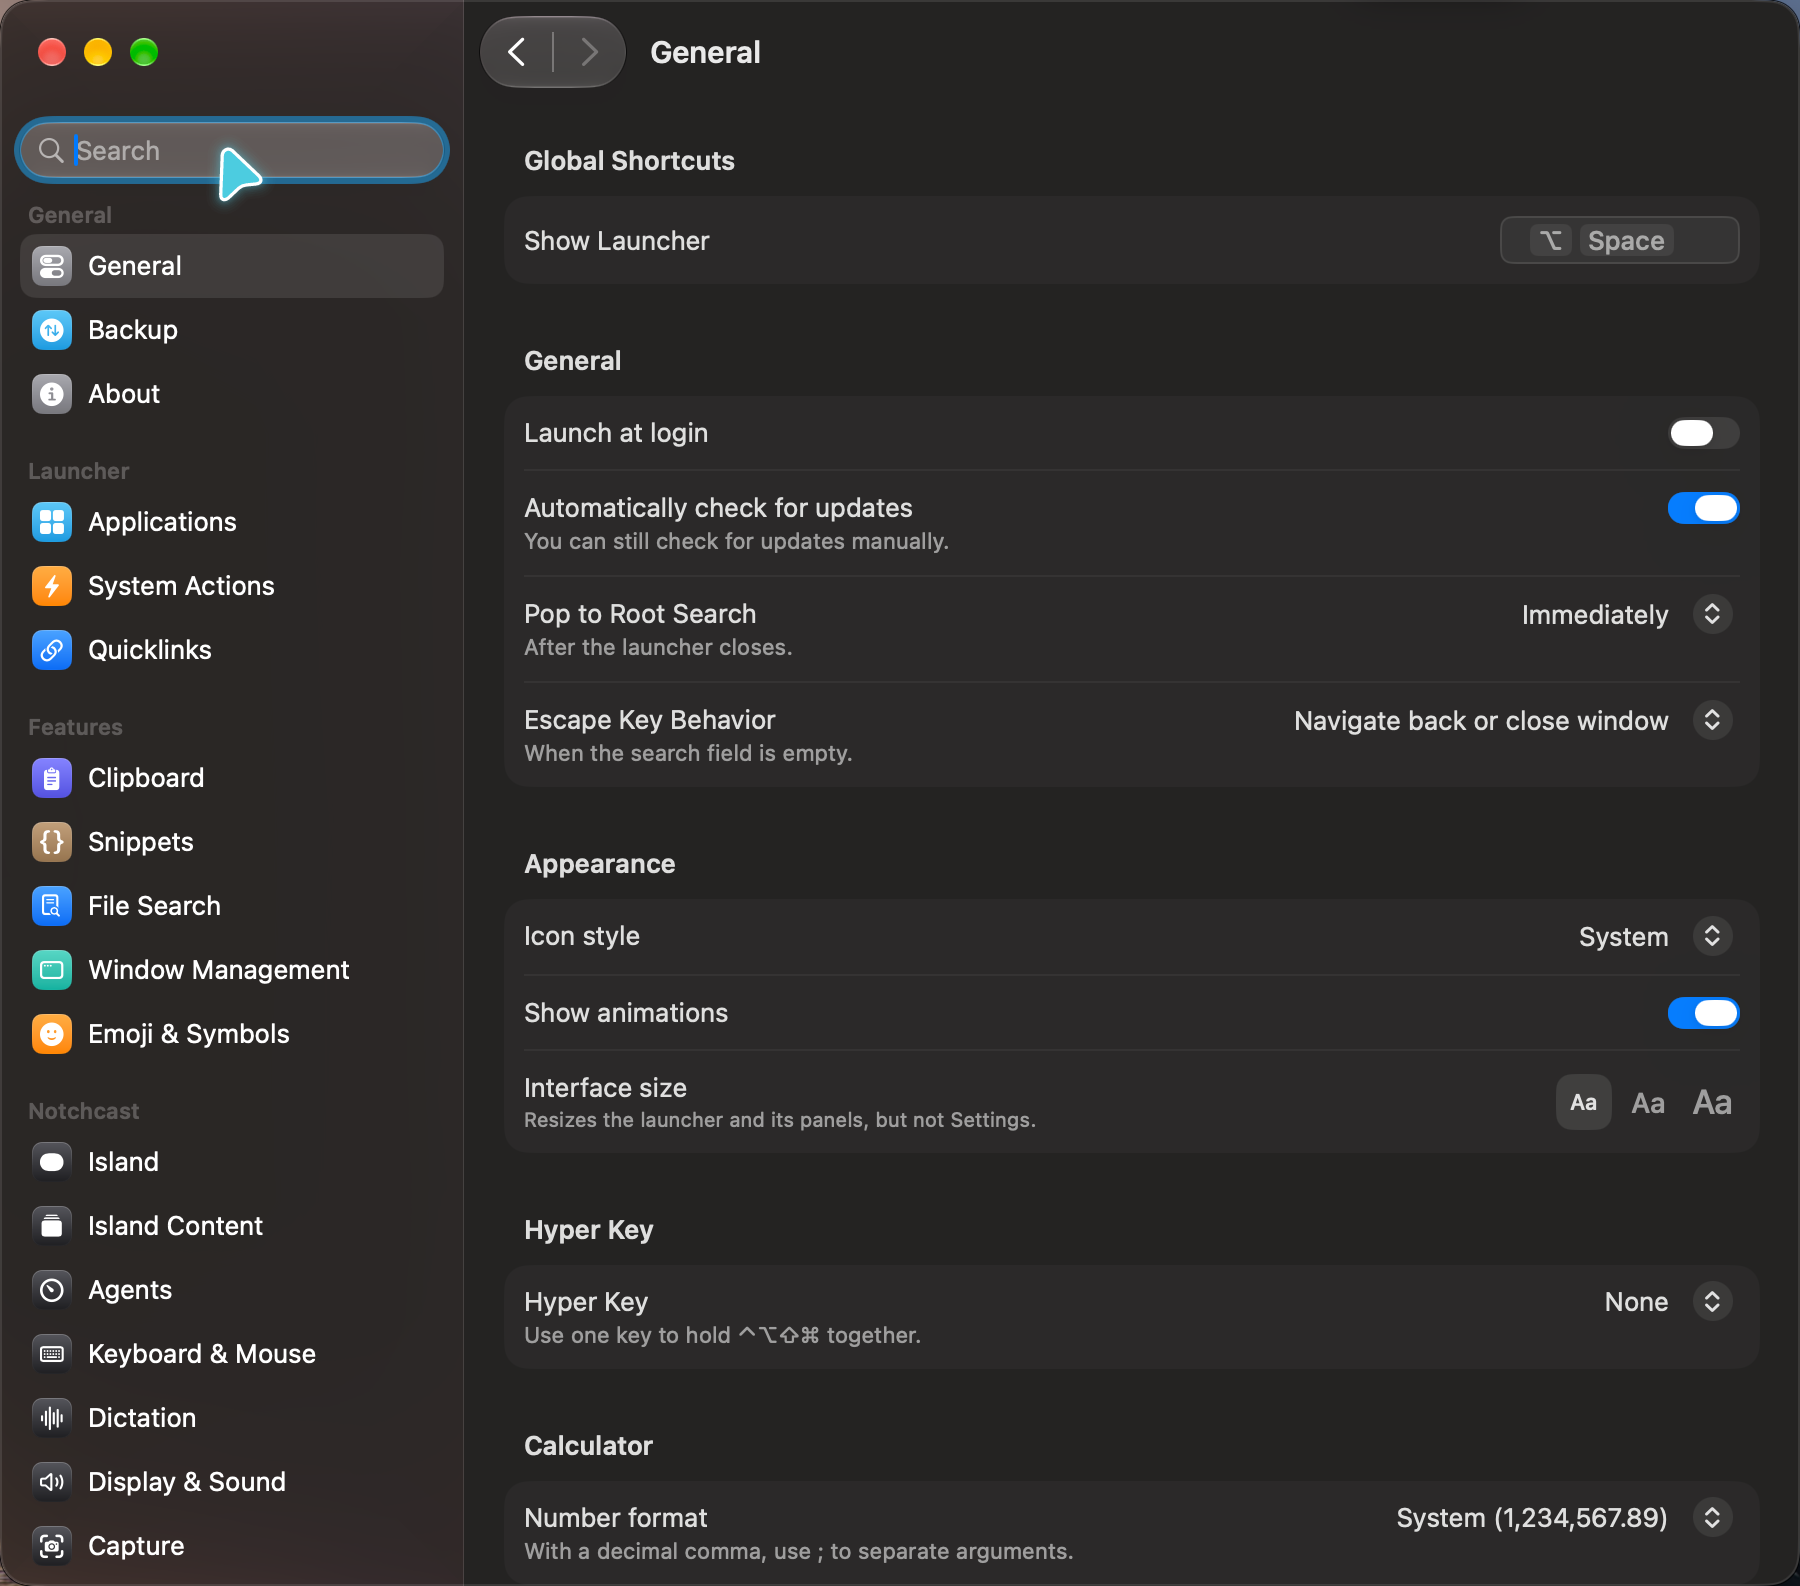 General
Search
General
General
Backup
About
Launcher
Applications
System Actions
Quicklinks
Features
Clipboard
Snippets
File Search
Window Management
Emoji & Symbols
Notchcast
Island
Island Content
Agents
Keyboard & Mouse
Dictation
Display & Sound
Capture
Global Shortcuts
Show Launcher
⌥ Space
General
Launch at login
Automatically check for updates
You can still check for updates manually.
Pop to Root Search
Immediately
After the launcher closes.
Escape Key Behavior
Navigate back or close window
When the search field is empty.
Appearance
Icon style
System
Show animations
Interface size
Aa Aa Aa
Resizes the launcher and its panels, but not Settings.
Hyper Key
Hyper Key
None
Use one key to hold ⌃⌥⇧⌘ together.
Calculator
Number format
System (1,234,567.89)
With a decimal comma, use ; to separate arguments.